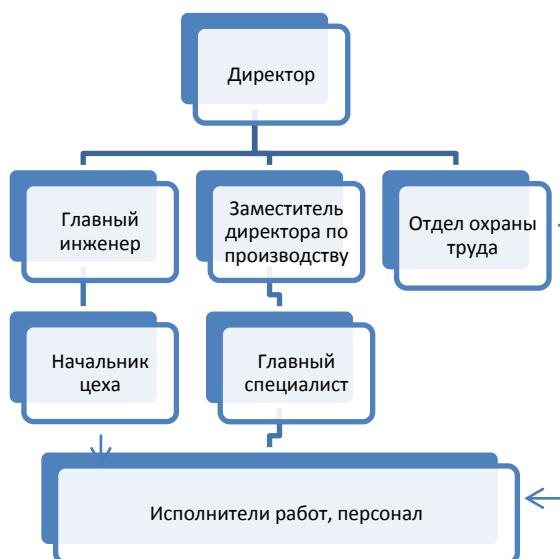 Директор
Главный
инженер
Заместитель
директора по
производству
Отдел охраны
труда
Начальник
цеха
Главный
специалист
Исполнители работ, персонал